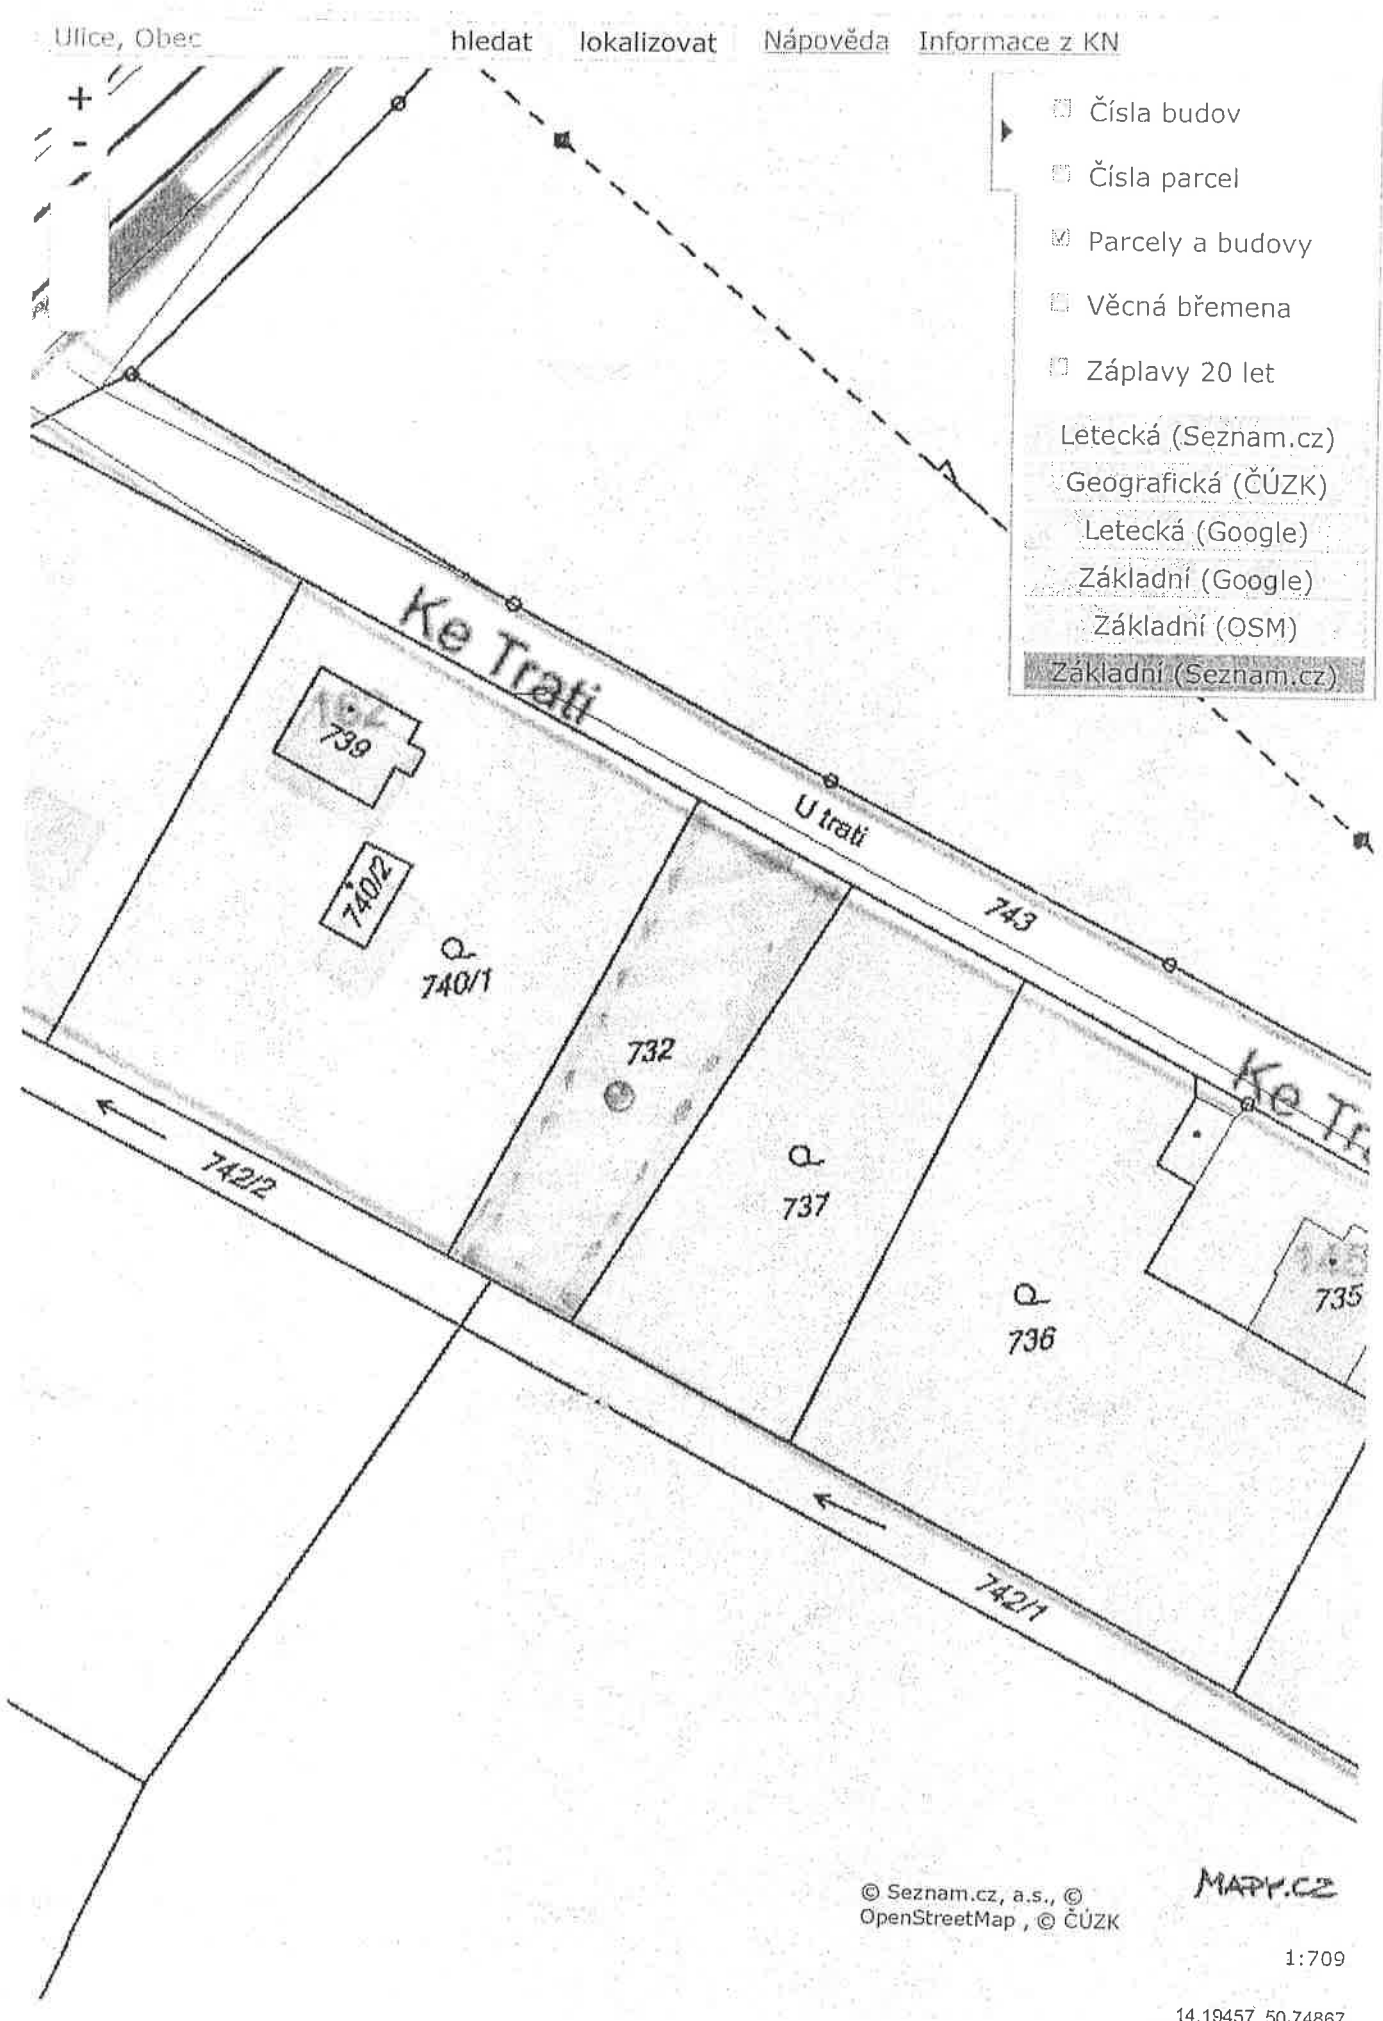 Ulice, Obec
hledat
lokalizovat
Nápověda
Informace z KN
+
-
Čísla budov
Čísla parcel
Parcely a budovy
Věcná břemena
Záplavy 20 let
Letecká (Seznam.cz)
Geografická (ČÚZK)
Letecká (Google)
Základní (Google)
Základní (OSM)
Základní (Seznam.cz)
Ke Trati
739
U trati
740/2
743
740/1
732
Ke Tra
742/2
737
735
736
742/1
© Seznam.cz, a.s., ©
OpenStreetMap , © ČÚZK
MAPY.CZ
1:709
14.19457 50.74867